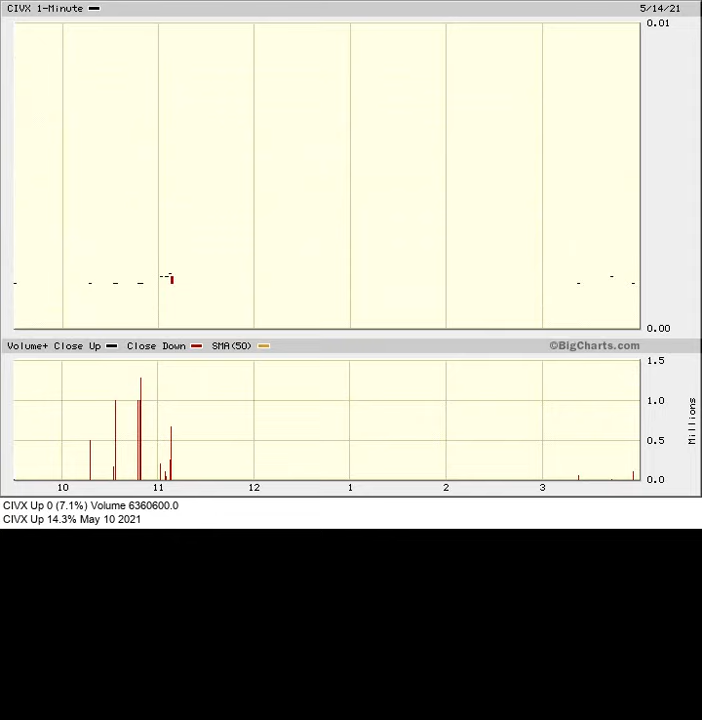 CIVX 1-Minute 5/14/21
0.01
0.00
Volume+ Close Up Close Down SMA(50) ©BigCharts.com
1.5
1.0
0.5
0.0
Millions
10 11 12 1 2 3
CIVX Up 0 (7.1%) Volume 6360600.0
CIVX Up 14.3% May 10 2021